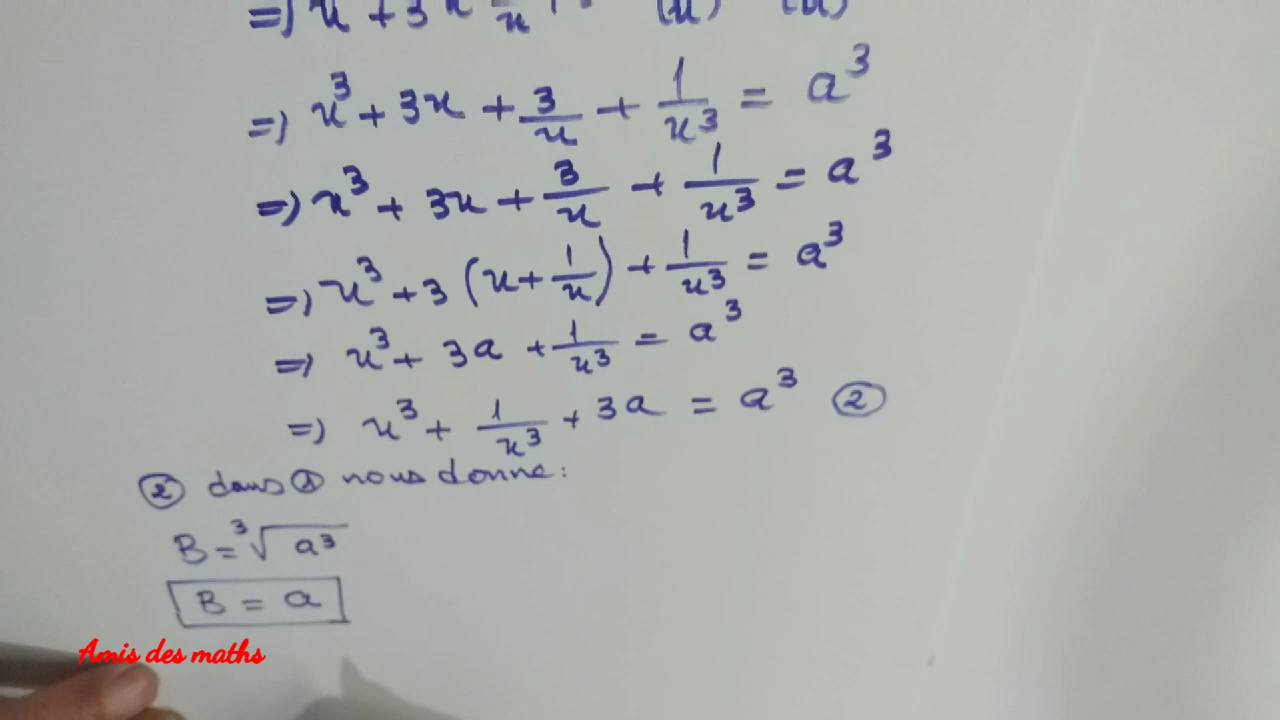 => x³ + 3x + 3/x + 1/x³ = a³
=> x³ + 3x + 3/x + 1/x³ = a³
=> x³ + 3(x + 1/x) + 1/x³ = a³
=> x³ + 3a + 1/x³ = a³
=> x³ + 1/x³ + 3a = a³ ②
② dans ① nous donne :
B = ³√a³
B = a
Amis des maths